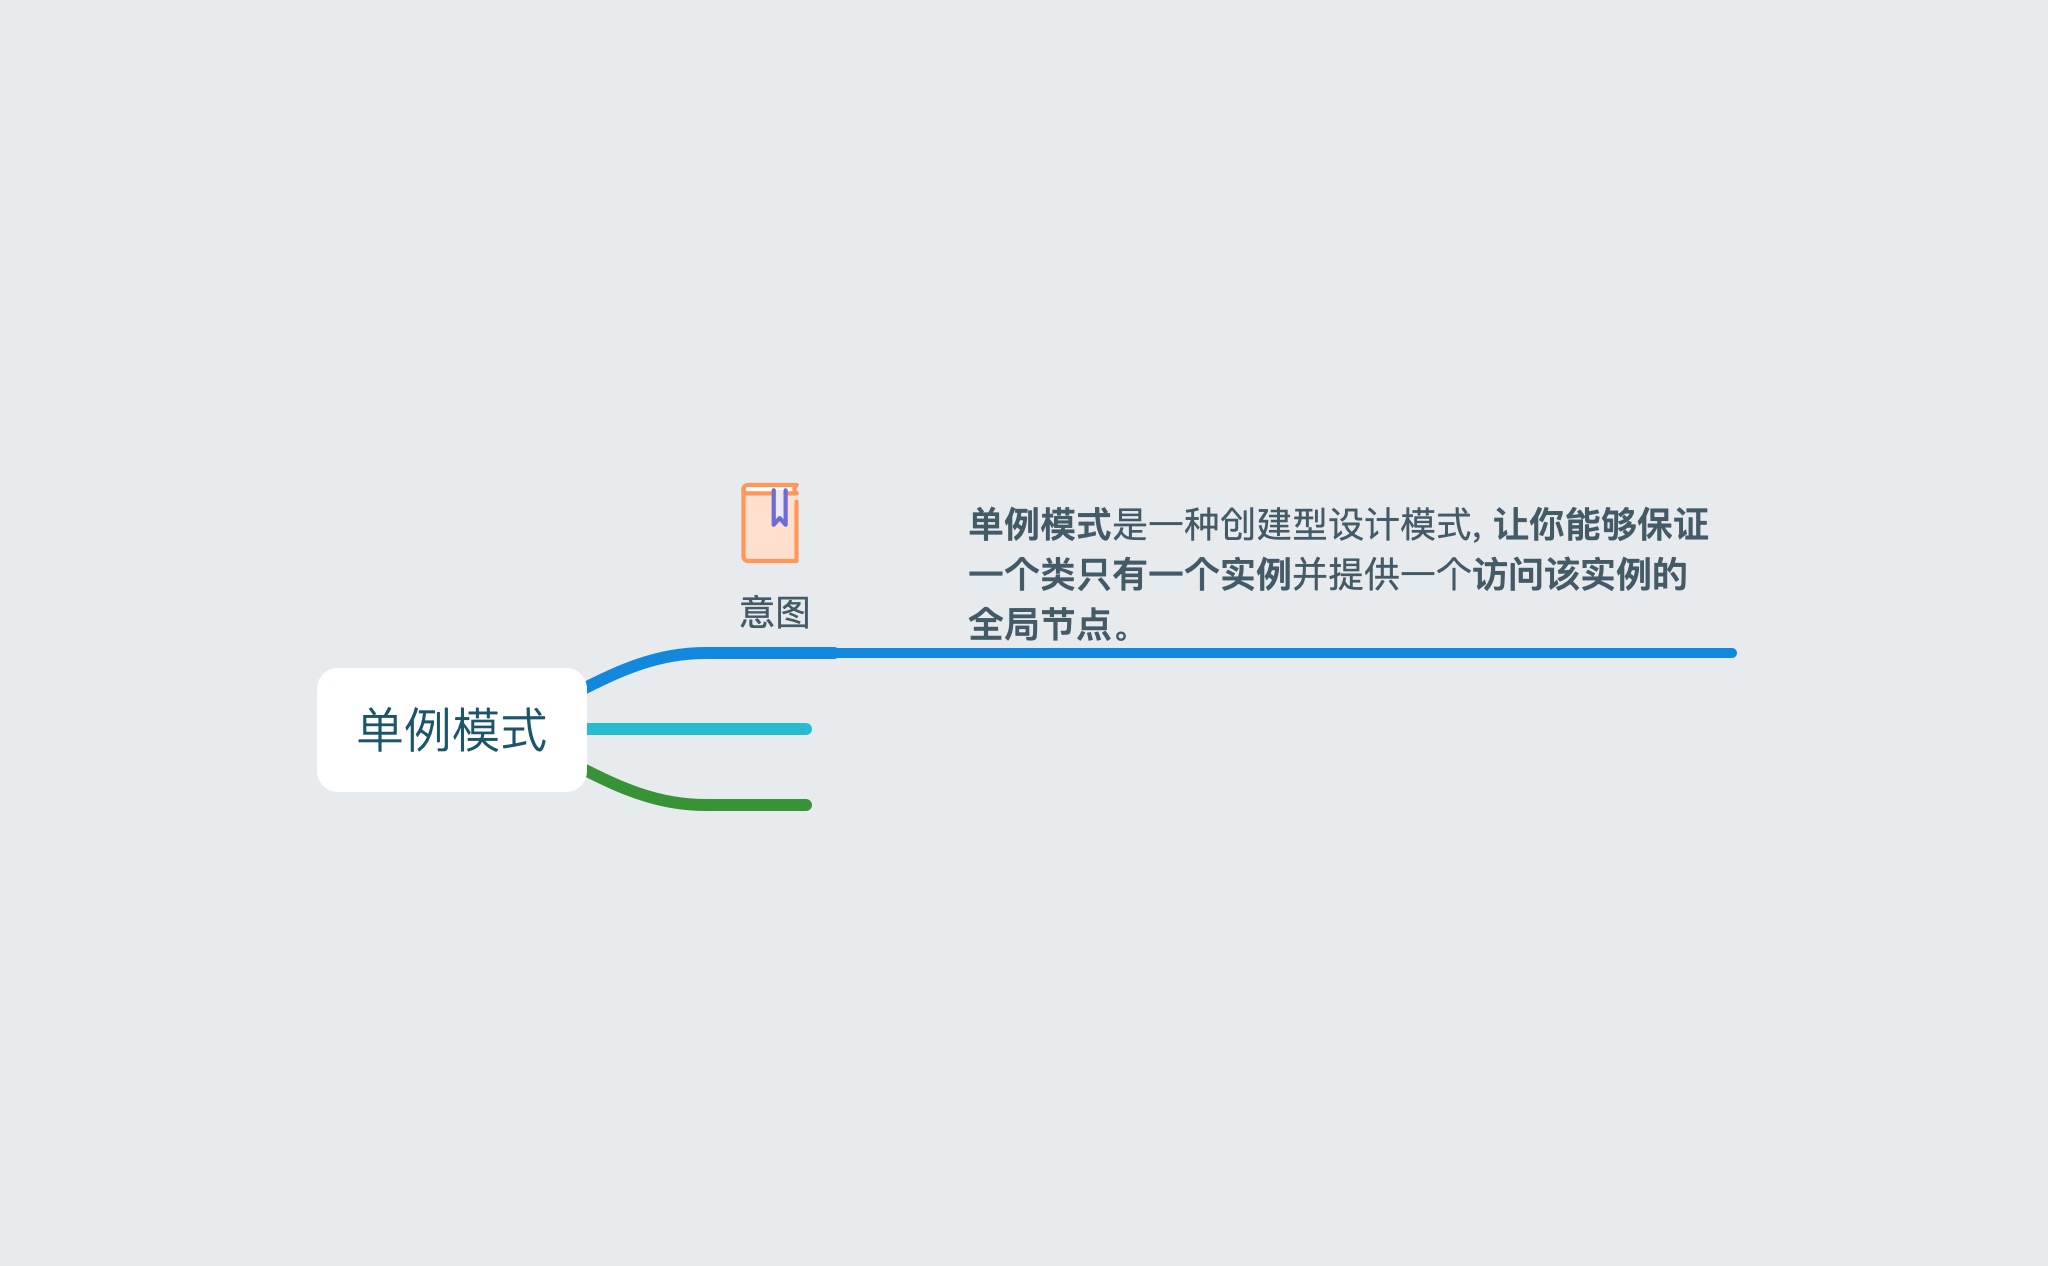 单例模式
意图
单例模式是一种创建型设计模式, 让你能够保证
一个类只有一个实例并提供一个访问该实例的
全局节点。